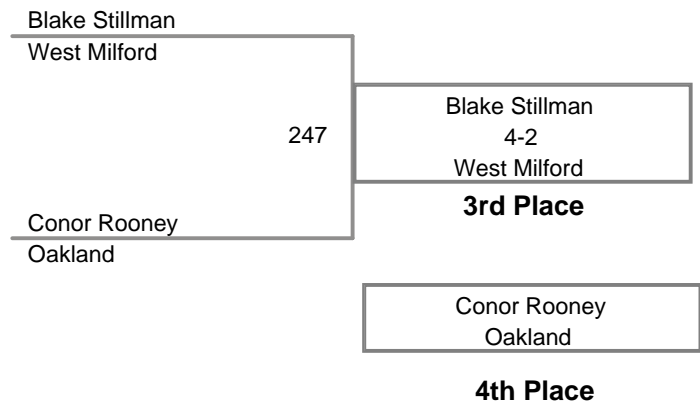 Blake Stillman
West Milford
247
Blake Stillman
4-2
West Milford
3rd Place
Conor Rooney
Oakland
Conor Rooney
Oakland
4th Place